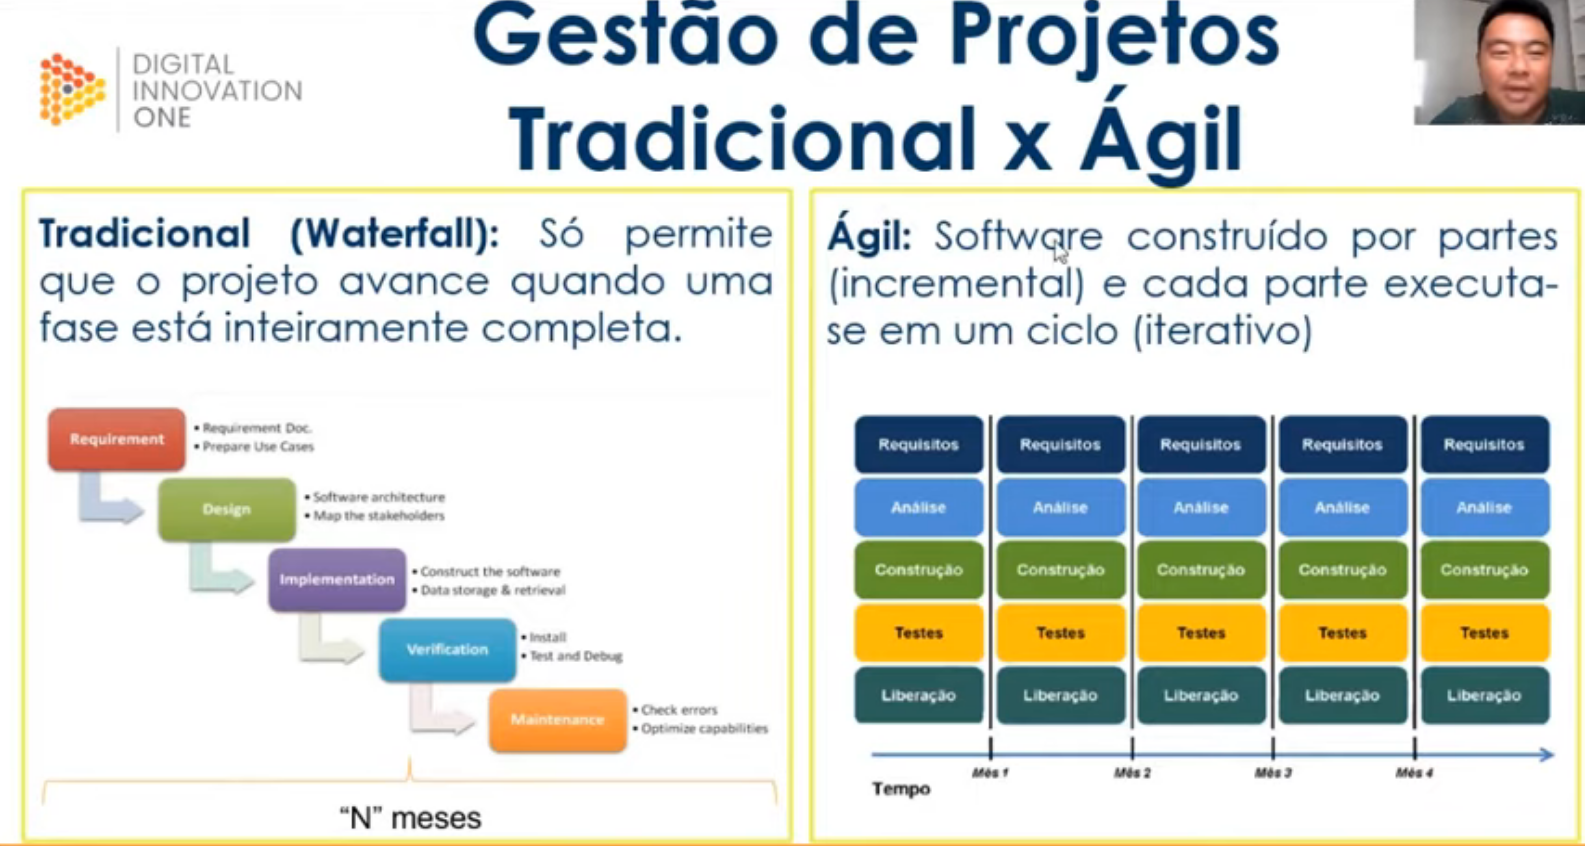 Gestão de Projetos
Tradicional x Ágil
DIGITAL
INNOVATION
ONE
Tradicional (Waterfall): Só permite
que o projeto avance quando uma
fase está inteiramente completa.
Requirement
• Requirement Doc.
• Prepare Use Cases
Design
• Software architecture
• Map the stakeholders
Implementation
• Construct the software
• Data storage & retrieval
Verification
• Install
• Test and Debug
Maintenance
• Check errors
• Optimize capabilities
“N” meses
Ágil: Software construído por partes
(incremental) e cada parte executa-
se em um ciclo (iterativo)
Requisitos Requisitos Requisitos Requisitos Requisitos
Análise Análise Análise Análise Análise
Construção Construção Construção Construção Construção
Testes Testes Testes Testes Testes
Liberação Liberação Liberação Liberação Liberação
Mês 1 Mês 2 Mês 3 Mês 4
Tempo